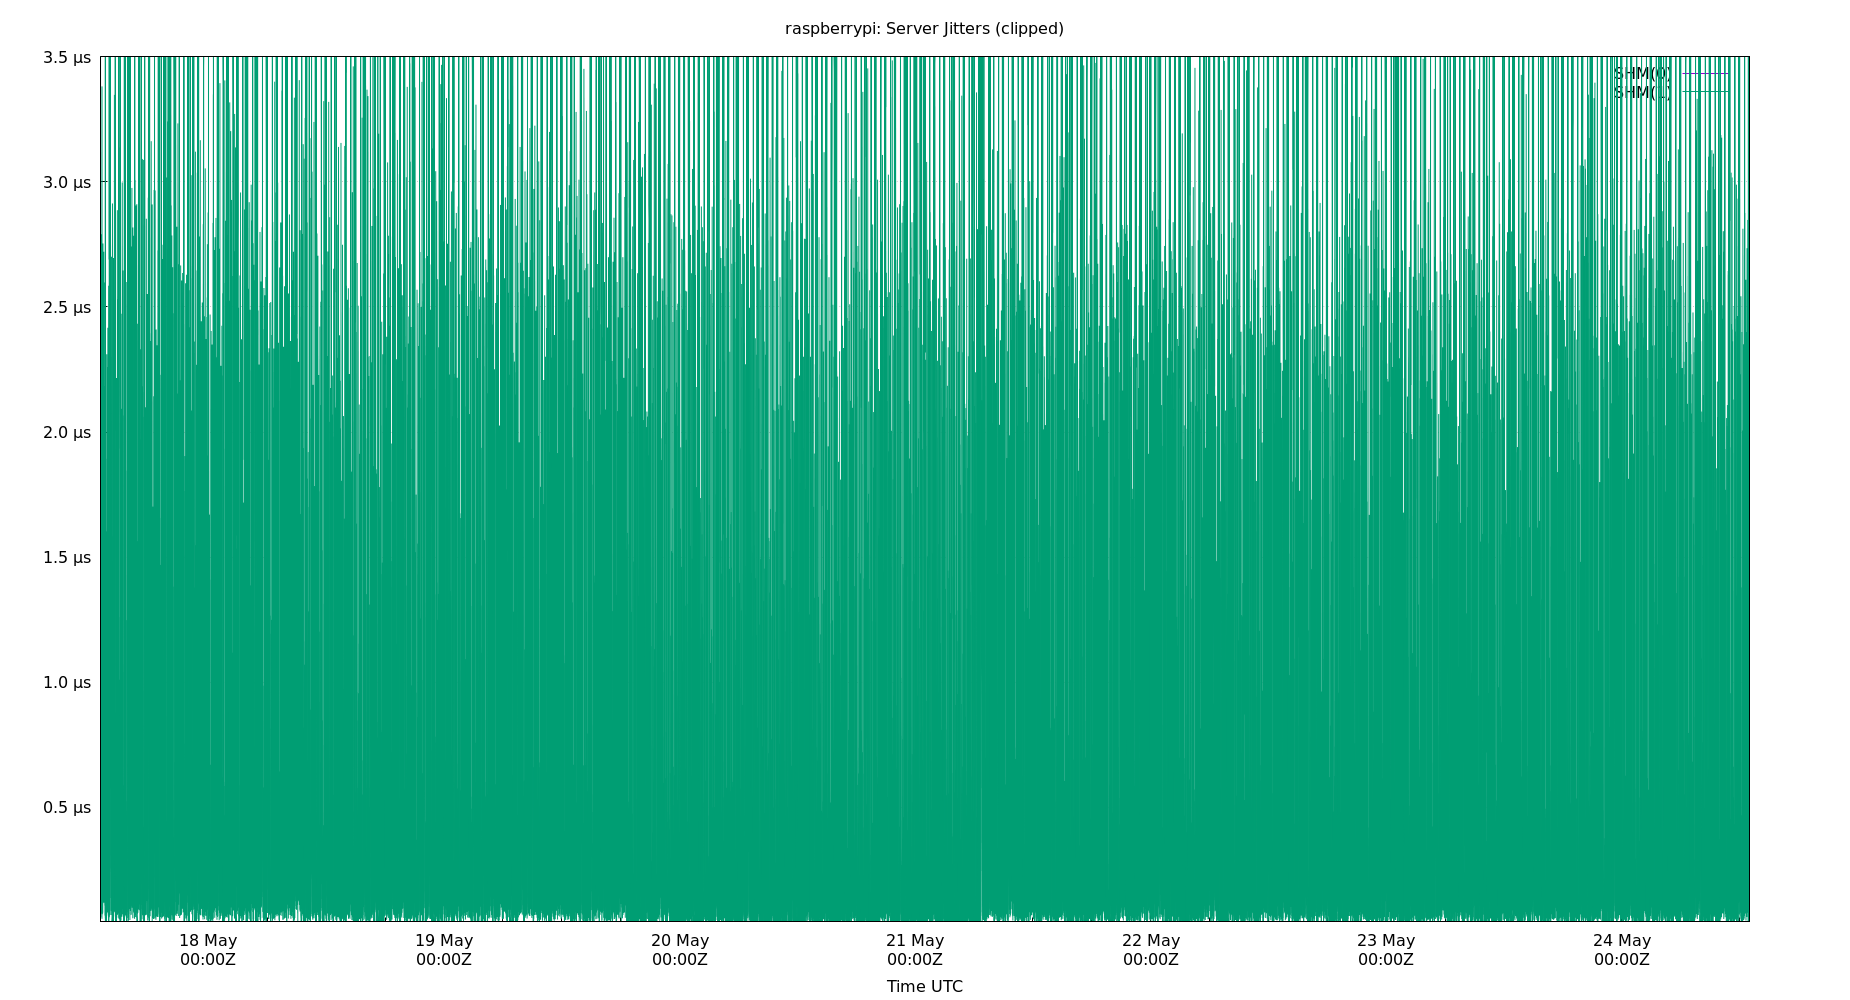 raspberrypi: Server Jitters (clipped)
3.5 μs
SHM(0)
SHM(1)
3.0 μs
2.5 μs
2.0 μs
1.5 μs
1.0 μs
0.5 μs
18 May 19 May 20 May 21 May 22 May 23 May 24 May
00:00Z 00:00Z 00:00Z 00:00Z 00:00Z 00:00Z 00:00Z
Time UTC